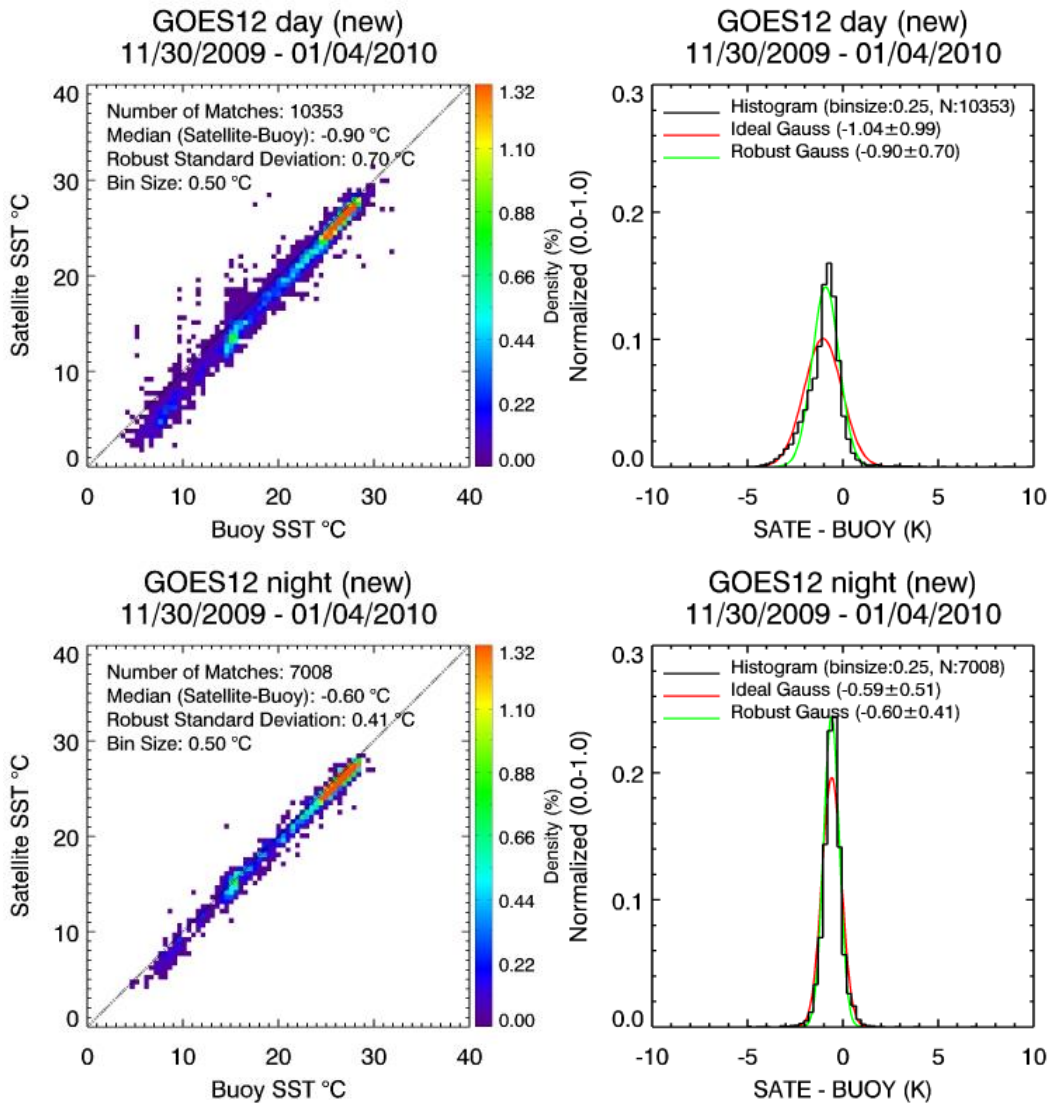 GOES12 day (new)
11/30/2009 - 01/04/2010
40
30
20
10
0
Satellite SST °C
Number of Matches: 10353
Median (Satellite-Buoy): -0.90 °C
Robust Standard Deviation: 0.70 °C
Bin Size: 0.50 °C
0 10 20 30 40
Buoy SST °C
1.32
1.10
0.88
0.66
0.44
0.22
0.00
Density (%)
GOES12 day (new)
11/30/2009 - 01/04/2010
0.3
0.2
0.1
0.0
Normalized (0.0-1.0)
Histogram (binsize:0.25, N:10353)
Ideal Gauss (-1.04±0.99)
Robust Gauss (-0.90±0.70)
-10 -5 0 5 10
SATE - BUOY (K)
GOES12 night (new)
11/30/2009 - 01/04/2010
40
30
20
10
0
Satellite SST °C
Number of Matches: 7008
Median (Satellite-Buoy): -0.60 °C
Robust Standard Deviation: 0.41 °C
Bin Size: 0.50 °C
0 10 20 30 40
Buoy SST °C
1.32
1.10
0.88
0.66
0.44
0.22
0.00
Density (%)
GOES12 night (new)
11/30/2009 - 01/04/2010
0.3
0.2
0.1
0.0
Normalized (0.0-1.0)
Histogram (binsize:0.25, N:7008)
Ideal Gauss (-0.59±0.51)
Robust Gauss (-0.60±0.41)
-10 -5 0 5 10
SATE - BUOY (K)